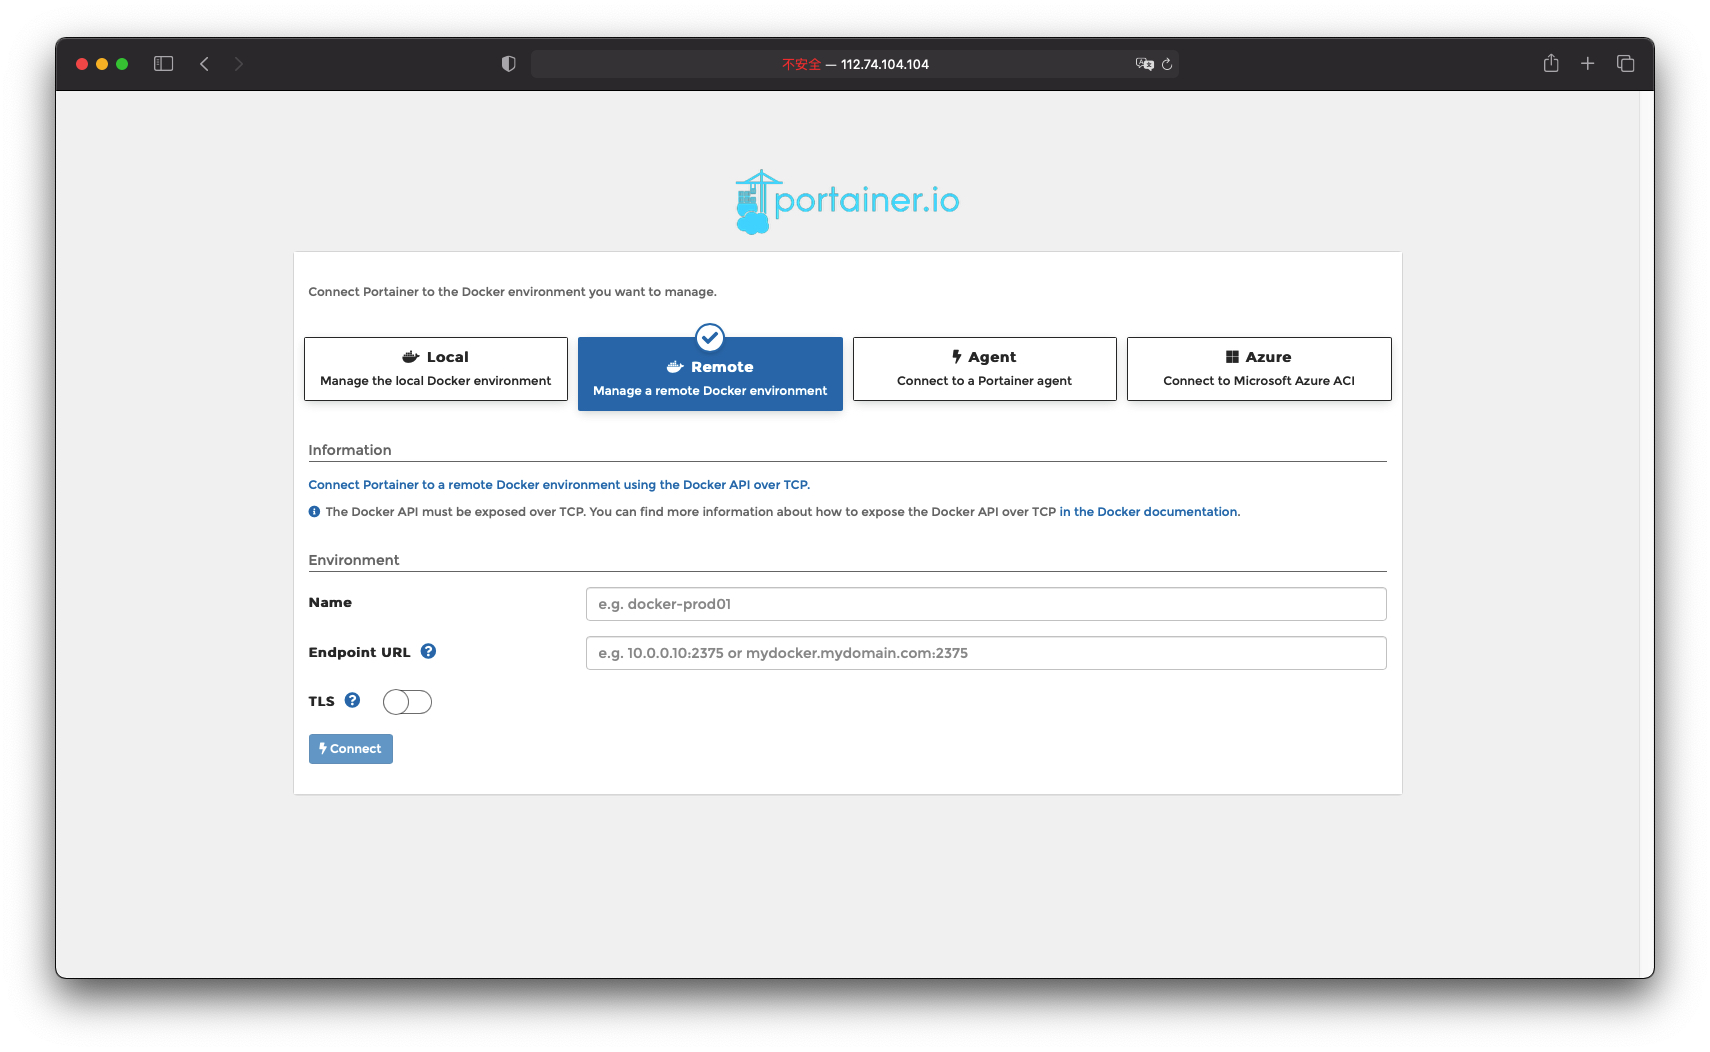 不安全 — 112.74.104.104
portainer.io
Connect Portainer to the Docker environment you want to manage.
Local
Manage the local Docker environment
Remote
Manage a remote Docker environment
Agent
Connect to a Portainer agent
Azure
Connect to Microsoft Azure ACI
Information
Connect Portainer to a remote Docker environment using the Docker API over TCP.
The Docker API must be exposed over TCP. You can find more information about how to expose the Docker API over TCP in the Docker documentation.
Environment
Name
e.g. docker-prod01
Endpoint URL
e.g. 10.0.0.10:2375 or mydocker.mydomain.com:2375
TLS
Connect